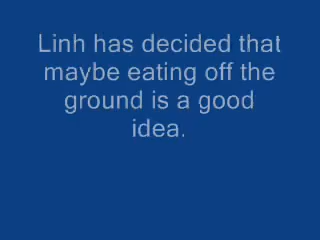 Linh has decided that
maybe eating off the
ground is a good
idea.